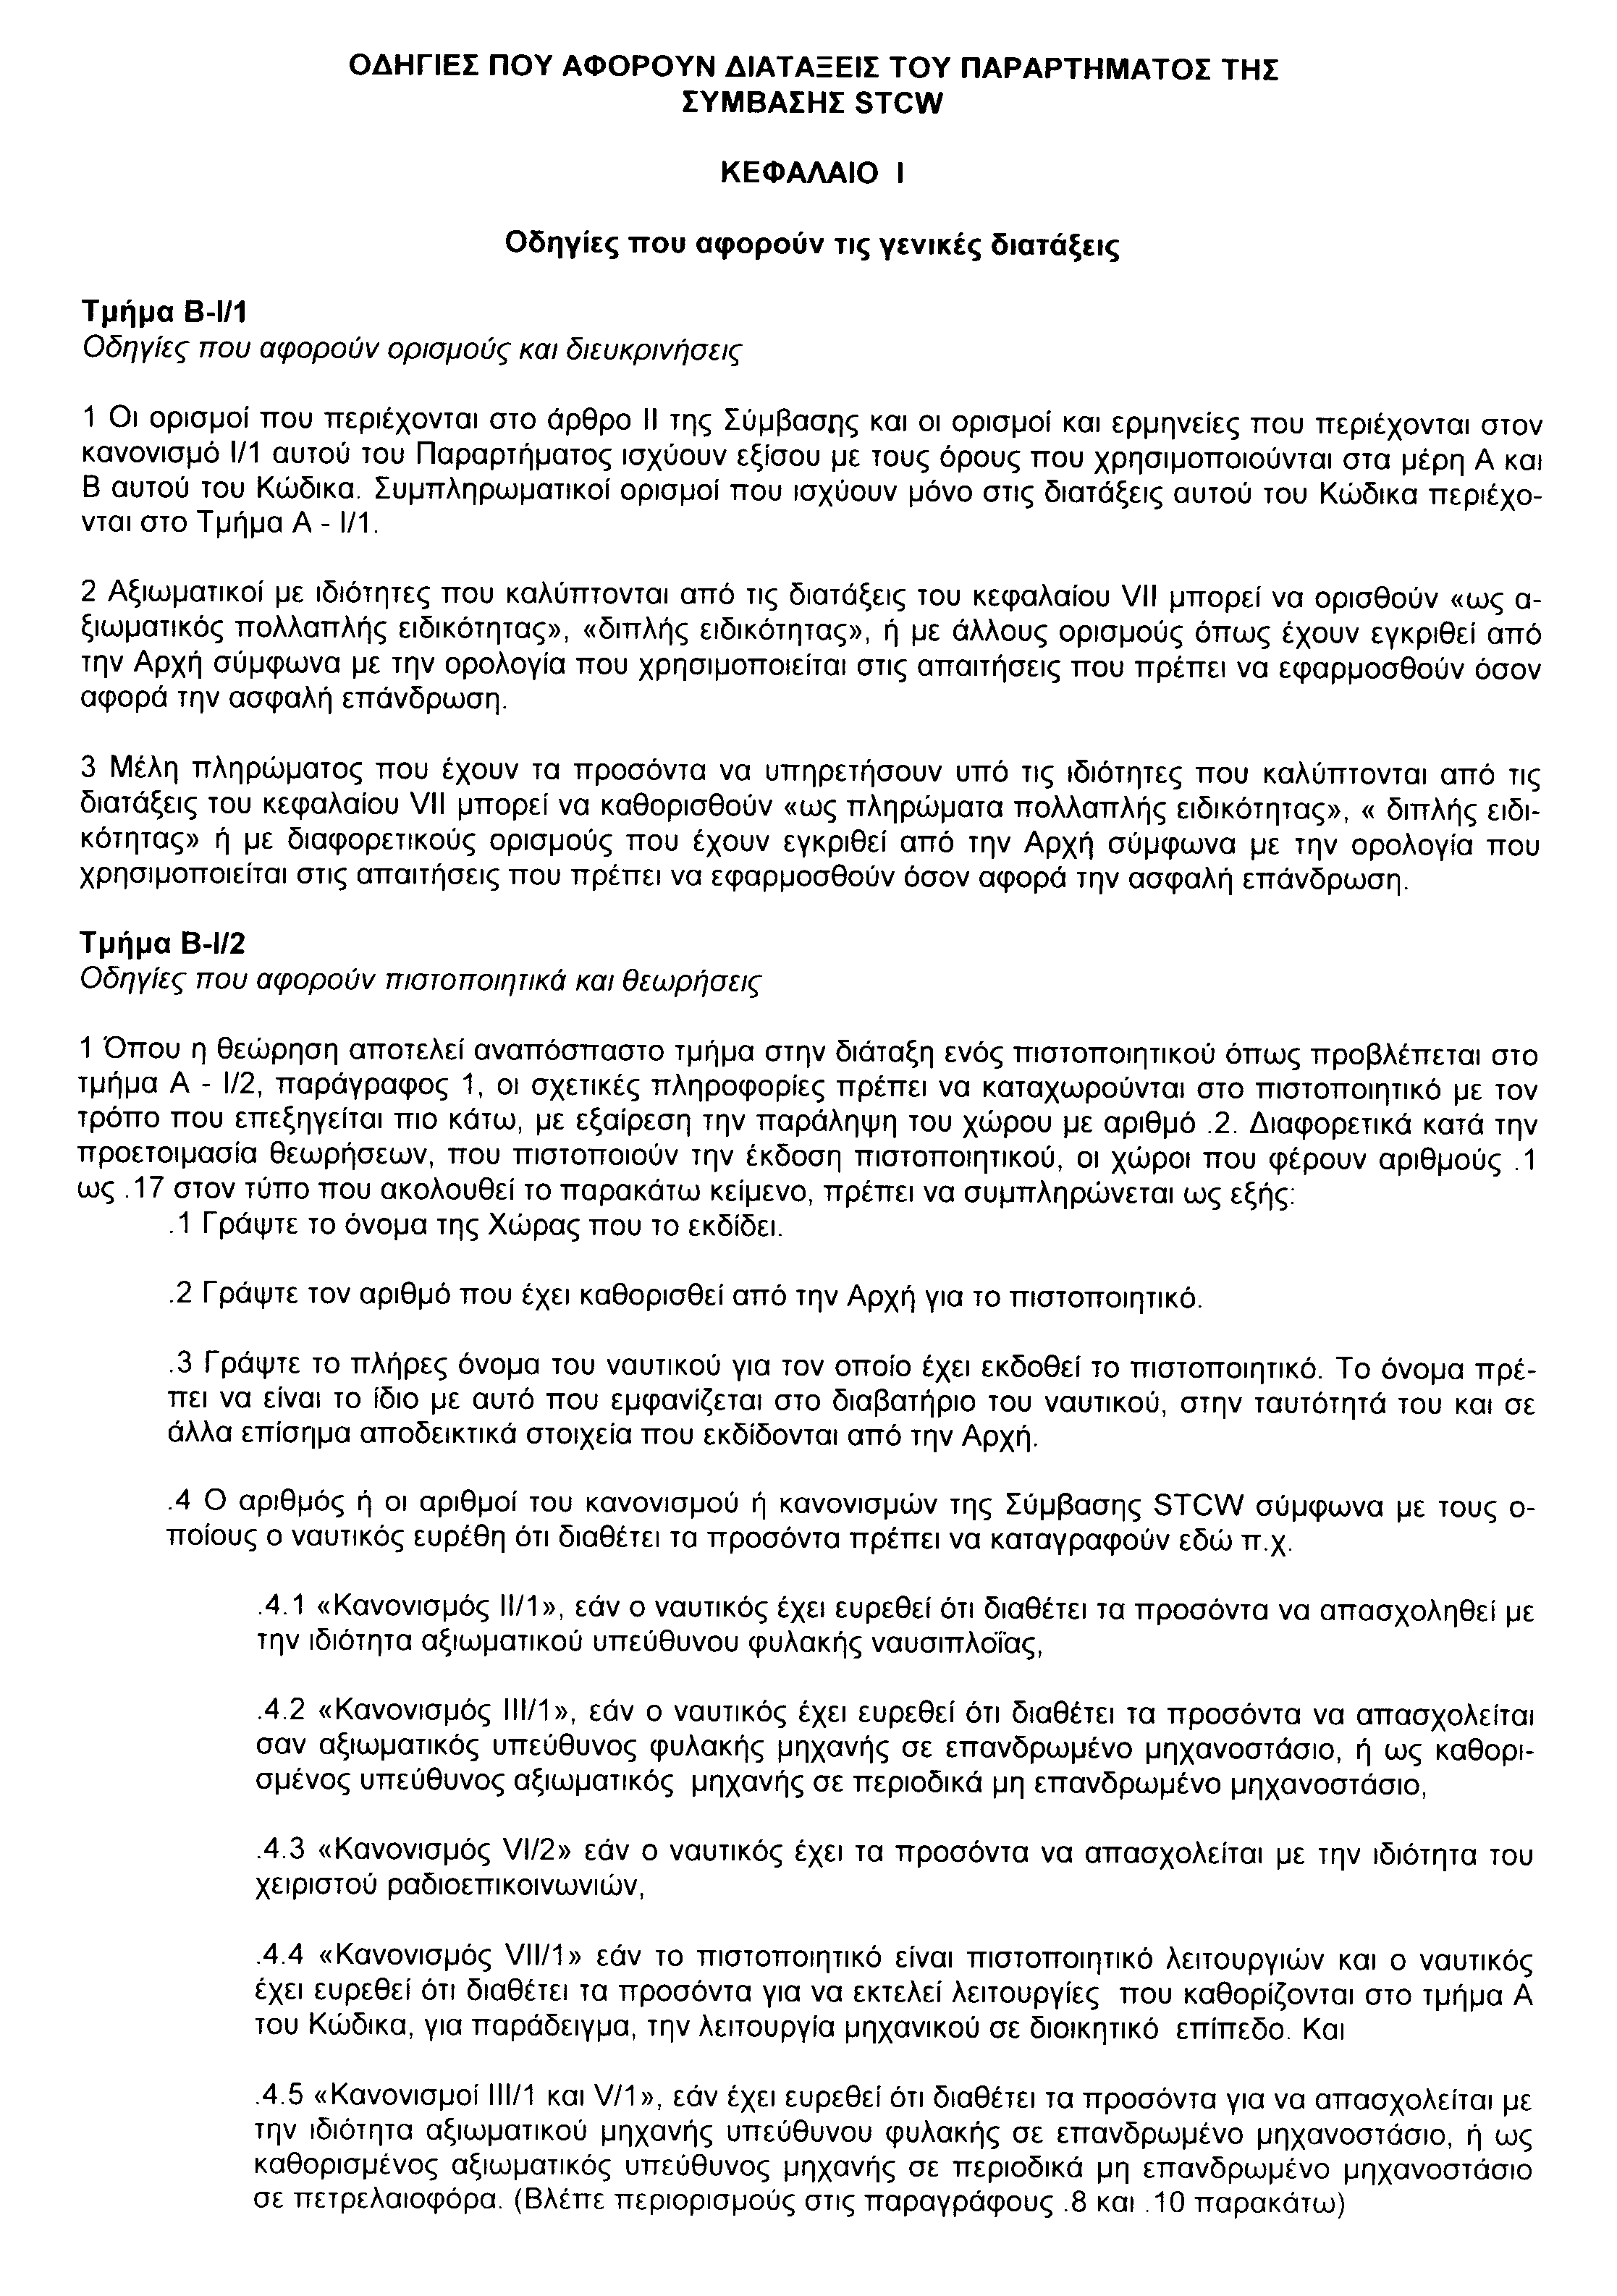 ΟΔΗΓΙΕΣ ΠΟΥ ΑΦΟΡΟΥΝ ΔΙΑΤΑΞΕΙΣ ΤΟΥ ΠΑΡΑΡΤΗΜΑΤΟΣ ΤΗΣ
ΣΥΜΒΑΣΗΣ STCW
ΚΕΦΑΛΑΙΟ I
Οδηγίες που αφορούν τις γενικές διατάξεις
Τμήμα Β-I/1
Οδηγίες που αφορούν ορισμούς και διευκρινήσεις
1 Οι ορισμοί που περιέχονται στο άρθρο II της Σύμβασης και οι ορισμοί και ερμηνείες που περιέχονται στον
κανονισμό I/1 αυτού του Παραρτήματος ισχύουν εξίσου με τους όρους που χρησιμοποιούνται στα μέρη Α και
Β αυτού του Κώδικα. Συμπληρωματικοί ορισμοί που ισχύουν μόνο στις διατάξεις αυτού του Κώδικα περιέχο-
νται στο Τμήμα Α - I/1.
2 Αξιωματικοί με ιδιότητες που καλύπτονται από τις διατάξεις του κεφαλαίου VII μπορεί να ορισθούν «ως α-
ξιωματικός πολλαπλής ειδικότητας», «διπλής ειδικότητας», ή με άλλους ορισμούς όπως έχουν εγκριθεί από
την Αρχή σύμφωνα με την ορολογία που χρησιμοποιείται στις απαιτήσεις που πρέπει να εφαρμοσθούν όσον
αφορά την ασφαλή επάνδρωση.
3 Μέλη πληρώματος που έχουν τα προσόντα να υπηρετήσουν υπό τις ιδιότητες που καλύπτονται από τις
διατάξεις του κεφαλαίου VII μπορεί να καθορισθούν «ως πληρώματα πολλαπλής ειδικότητας», « διπλής ειδι-
κότητας» ή με διαφορετικούς ορισμούς που έχουν εγκριθεί από την Αρχή σύμφωνα με την ορολογία που
χρησιμοποιείται στις απαιτήσεις που πρέπει να εφαρμοσθούν όσον αφορά την ασφαλή επάνδρωση.
Τμήμα Β-I/2
Οδηγίες που αφορούν πιστοποιητικά και θεωρήσεις
1 Όπου η θεώρηση αποτελεί αναπόσπαστο τμήμα στην διάταξη ενός πιστοποιητικού όπως προβλέπεται στο
τμήμα Α - I/2, παράγραφος 1, οι σχετικές πληροφορίες πρέπει να καταχωρούνται στο πιστοποιητικό με τον
τρόπο που επεξηγείται πιο κάτω, με εξαίρεση την παράληψη του χώρου με αριθμό .2. Διαφορετικά κατά την
προετοιμασία θεωρήσεων, που πιστοποιούν την έκδοση πιστοποιητικού, οι χώροι που φέρουν αριθμούς .1
ως .17 στον τύπο που ακολουθεί το παρακάτω κείμενο, πρέπει να συμπληρώνεται ως εξής:
.1 Γράψτε το όνομα της Χώρας που το εκδίδει.
.2 Γράψτε τον αριθμό που έχει καθορισθεί από την Αρχή για το πιστοποιητικό.
.3 Γράψτε το πλήρες όνομα του ναυτικού για τον οποίο έχει εκδοθεί το πιστοποιητικό. Το όνομα πρέ-
πει να είναι το ίδιο με αυτό που εμφανίζεται στο διαβατήριο του ναυτικού, στην ταυτότητά του και σε
άλλα επίσημα αποδεικτικά στοιχεία που εκδίδονται από την Αρχή.
.4 Ο αριθμός ή οι αριθμοί του κανονισμού ή κανονισμών της Σύμβασης STCW σύμφωνα με τους ο-
ποίους ο ναυτικός ευρέθη ότι διαθέτει τα προσόντα πρέπει να καταγραφούν εδώ π.χ.
.4.1 «Κανονισμός II/1», εάν ο ναυτικός έχει ευρεθεί ότι διαθέτει τα προσόντα να απασχοληθεί με
την ιδιότητα αξιωματικού υπεύθυνου φυλακής ναυσιπλοΐας,
.4.2 «Κανονισμός III/1», εάν ο ναυτικός έχει ευρεθεί ότι διαθέτει τα προσόντα να απασχολείται
σαν αξιωματικός υπεύθυνος φυλακής μηχανής σε επανδρωμένο μηχανοστάσιο, ή ως καθορι-
σμένος υπεύθυνος αξιωματικός μηχανής σε περιοδικά μη επανδρωμένο μηχανοστάσιο,
.4.3 «Κανονισμός VI/2» εάν ο ναυτικός έχει τα προσόντα να απασχολείται με την ιδιότητα του
χειριστού ραδιοεπικοινωνιών,
.4.4 «Κανονισμός VII/1» εάν το πιστοποιητικό είναι πιστοποιητικό λειτουργιών και ο ναυτικός
έχει ευρεθεί ότι διαθέτει τα προσόντα για να εκτελεί λειτουργίες που καθορίζονται στο τμήμα Α
του Κώδικα, για παράδειγμα, την λειτουργία μηχανικού σε διοικητικό επίπεδο. Και
.4.5 «Κανονισμοί III/1 και V/1», εάν έχει ευρεθεί ότι διαθέτει τα προσόντα για να απασχολείται με
την ιδιότητα αξιωματικού μηχανής υπεύθυνου φυλακής σε επανδρωμένο μηχανοστάσιο, ή ως
καθορισμένος αξιωματικός υπεύθυνος μηχανής σε περιοδικά μη επανδρωμένο μηχανοστάσιο
σε πετρελαιοφόρα. (Βλέπε περιορισμούς στις παραγράφους .8 και .10 παρακάτω)